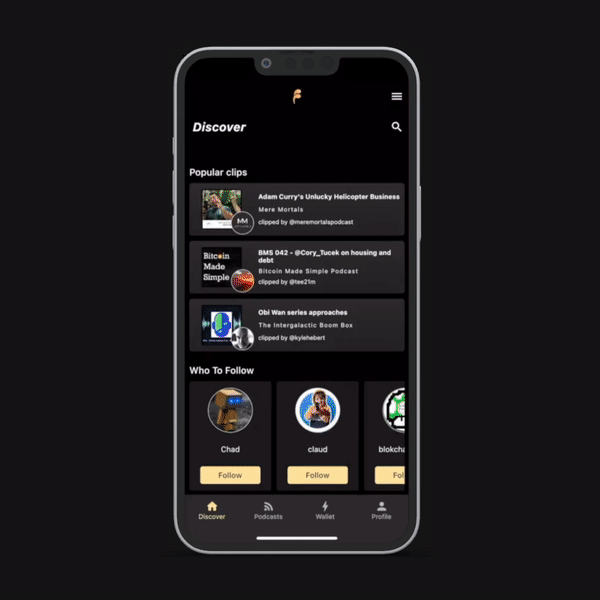 Discover
Popular clips
Adam Curry's Unlucky Helicopter Business
Mere Mortals
clipped by @meremortalspodcast
MM
Bitcoin
Made
Simple
BMS 042 - @Cory_Tucek on housing and
debt
Bitcoin Made Simple Podcast
clipped by @tee21m
Obi Wan series approaches
The Intergalactic Boom Box
clipped by @kylehebert
Who To Follow
Chad
claud
blokcha
Follow
Follow
Fol
Discover
Podcasts
Wallet
Profile